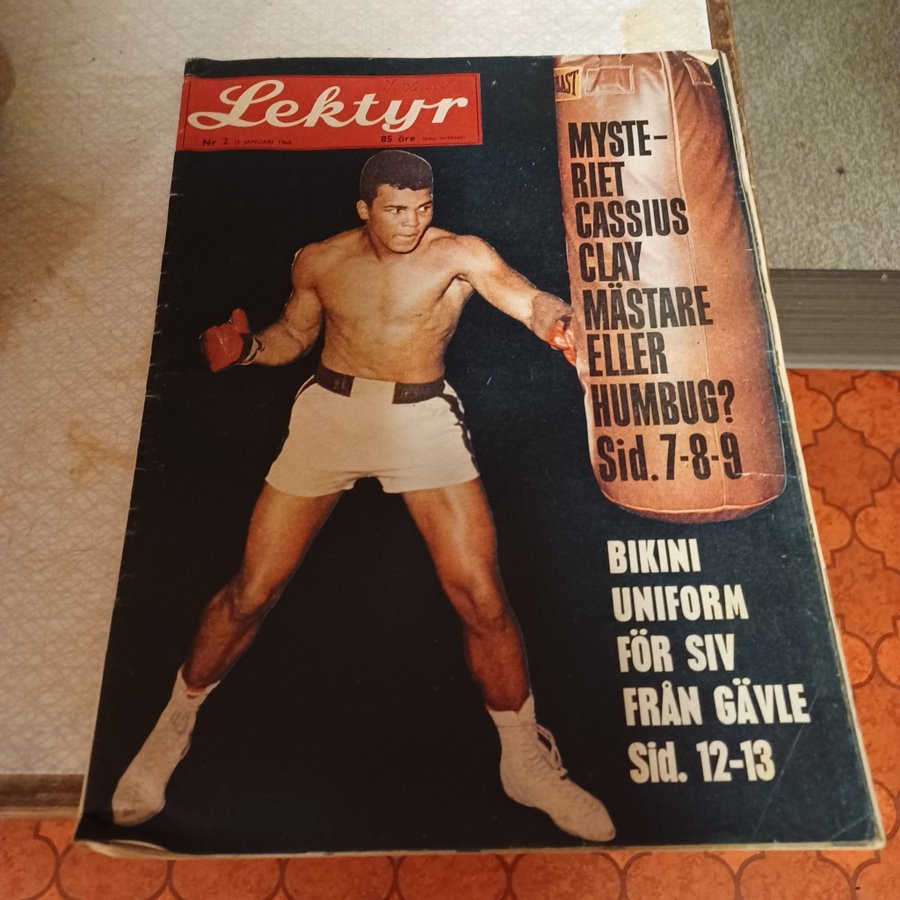 Lektyr
Nr 2 JANUARI 85 öre
MYSTE-
RIET
CASSIUS
CLAY
MÄSTARE
ELLER
HUMBUG?
Sid. 7-8-9
BIKINI
UNIFORM
FÖR SIV
FRÅN GÄVLE
Sid. 12-13